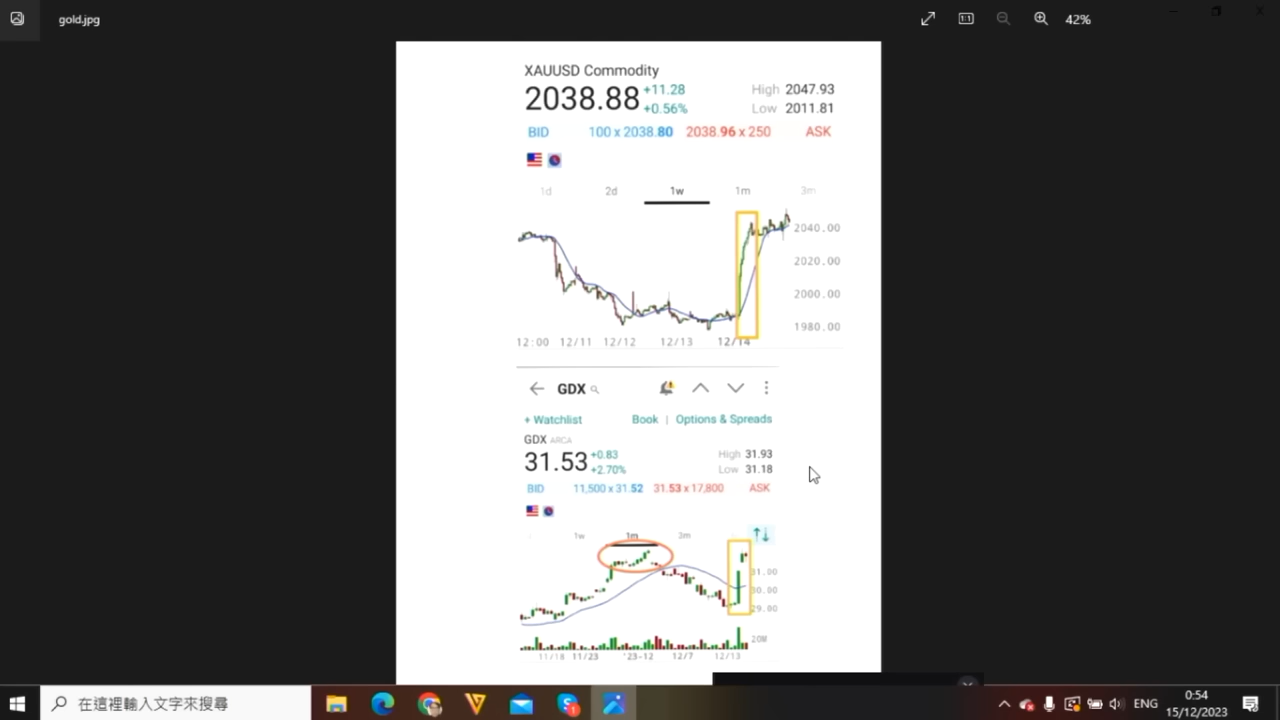 gold.jpg
1:1
42%
XAUUSD Commodity
2038.88 +11.28 +0.56%
High 2047.93
Low 2011.81
BID 100 x 2038.80 2038.96 x 250 ASK
1d 2d 1w 1m 3m
2040.00
2020.00
2000.00
1980.00
12:00 12/11 12/12 12/13 12/14
GDX
+ Watchlist Book | Options & Spreads
GDX ARCA
31.53 +0.83 +2.70%
High 31.93
Low 31.18
BID 11,500 x 31.52 31.53 x 17,800 ASK
1w 1m 3m
31.00
30.00
29.00
20M
11/18 11/23 '23-12 12/7 12/13
在這裡輸入文字來搜尋
ENG
0:54
15/12/2023